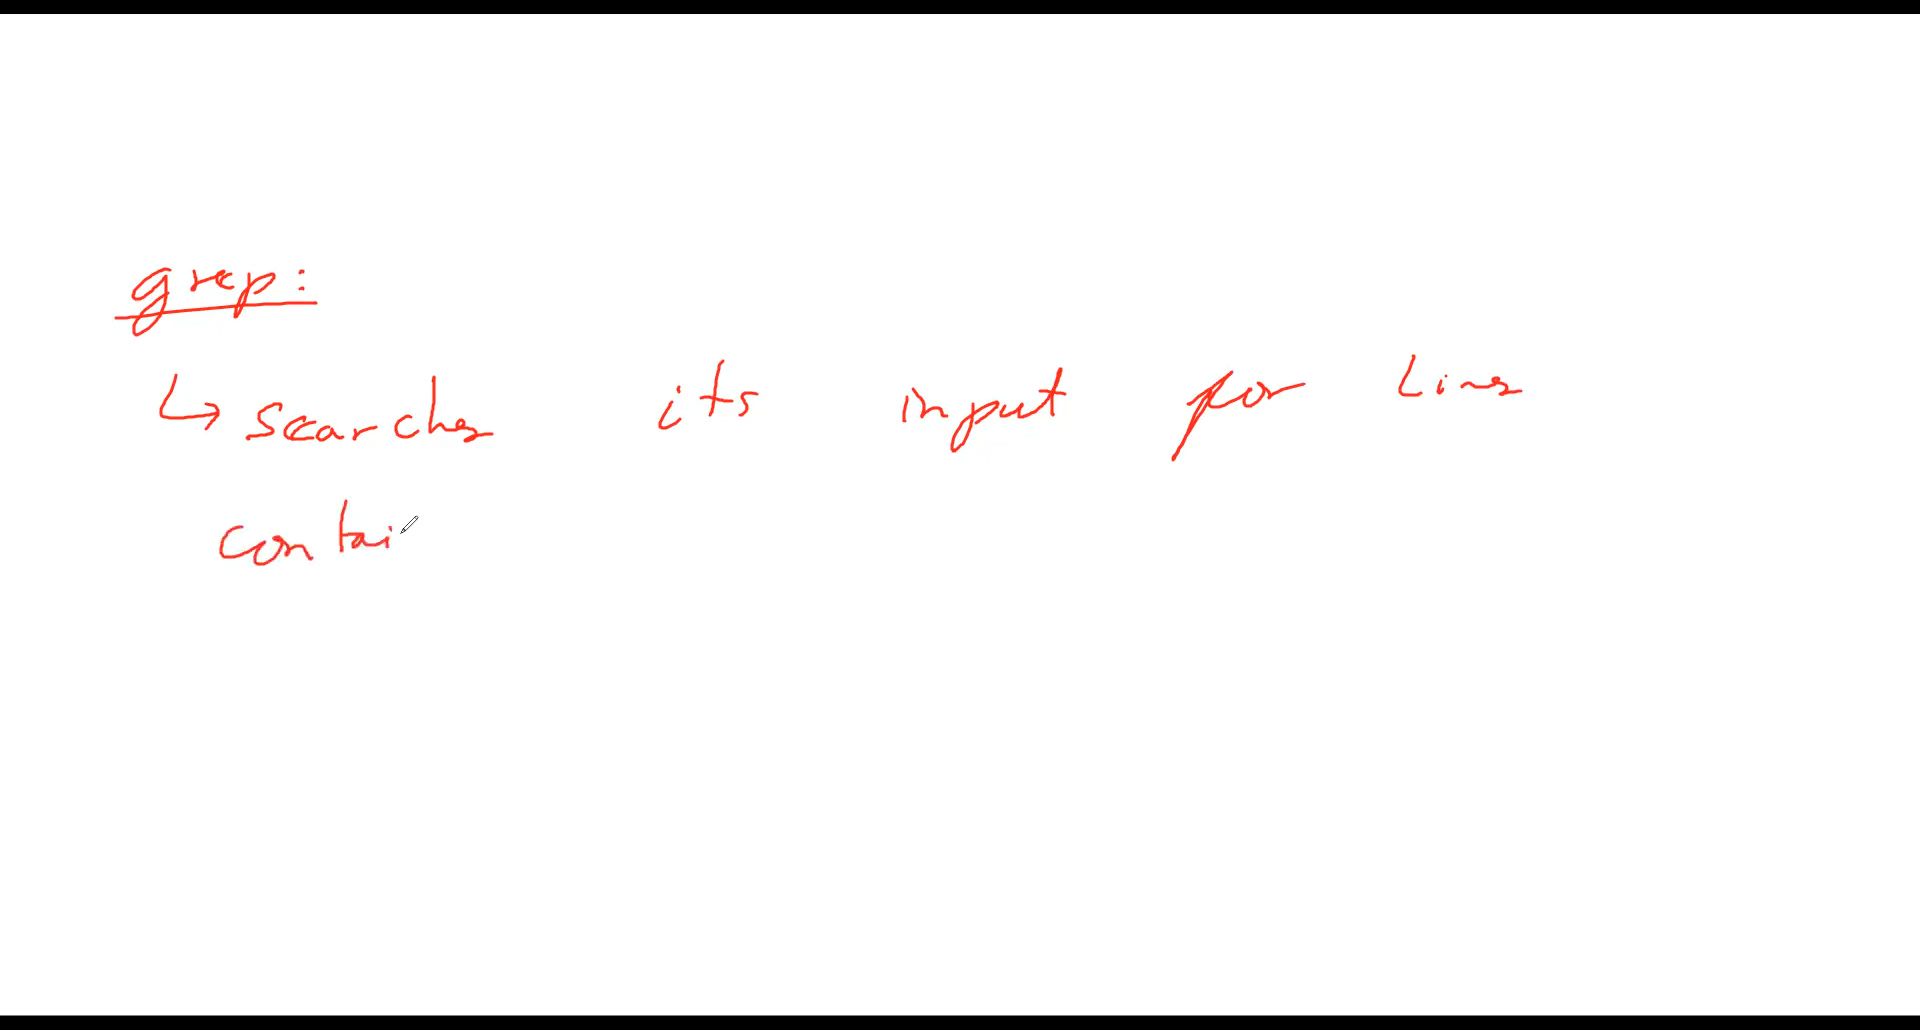 grep:
↳ searches its input for lines
contai